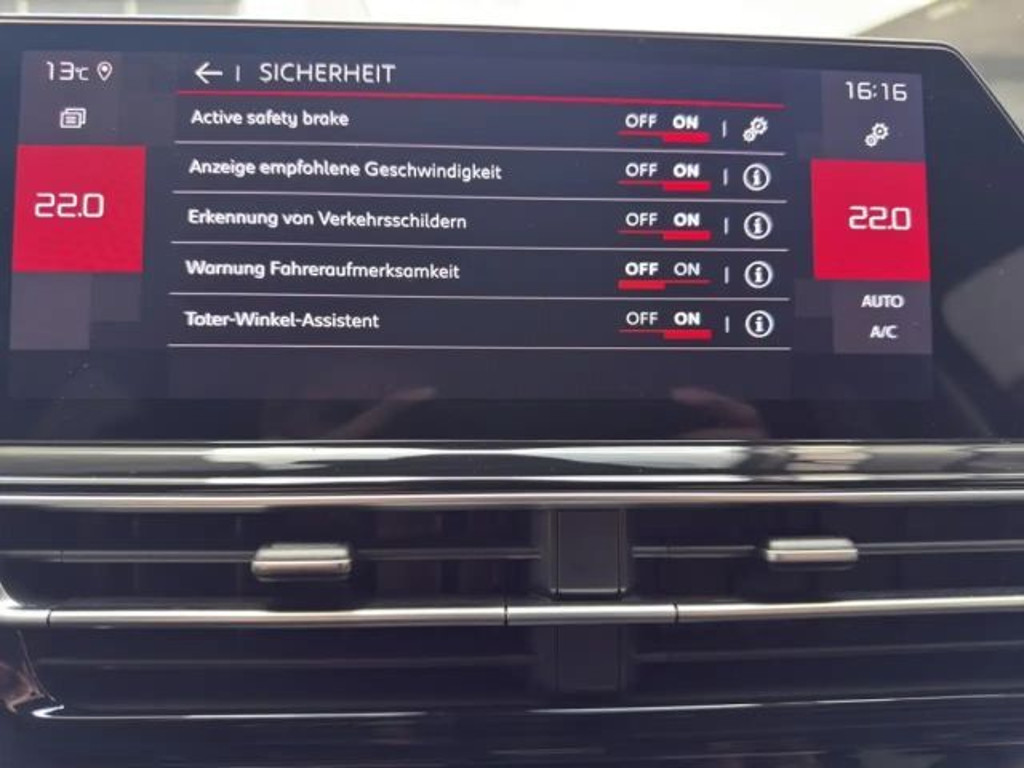 13°C
← | SICHERHEIT
16:16
Active safety brake OFF ON
Anzeige empfohlene Geschwindigkeit OFF ON
22.0
22.0
Erkennung von Verkehrsschildern OFF ON
Warnung Fahreraufmerksamkeit OFF ON
AUTO
Toter-Winkel-Assistent OFF ON
A/C